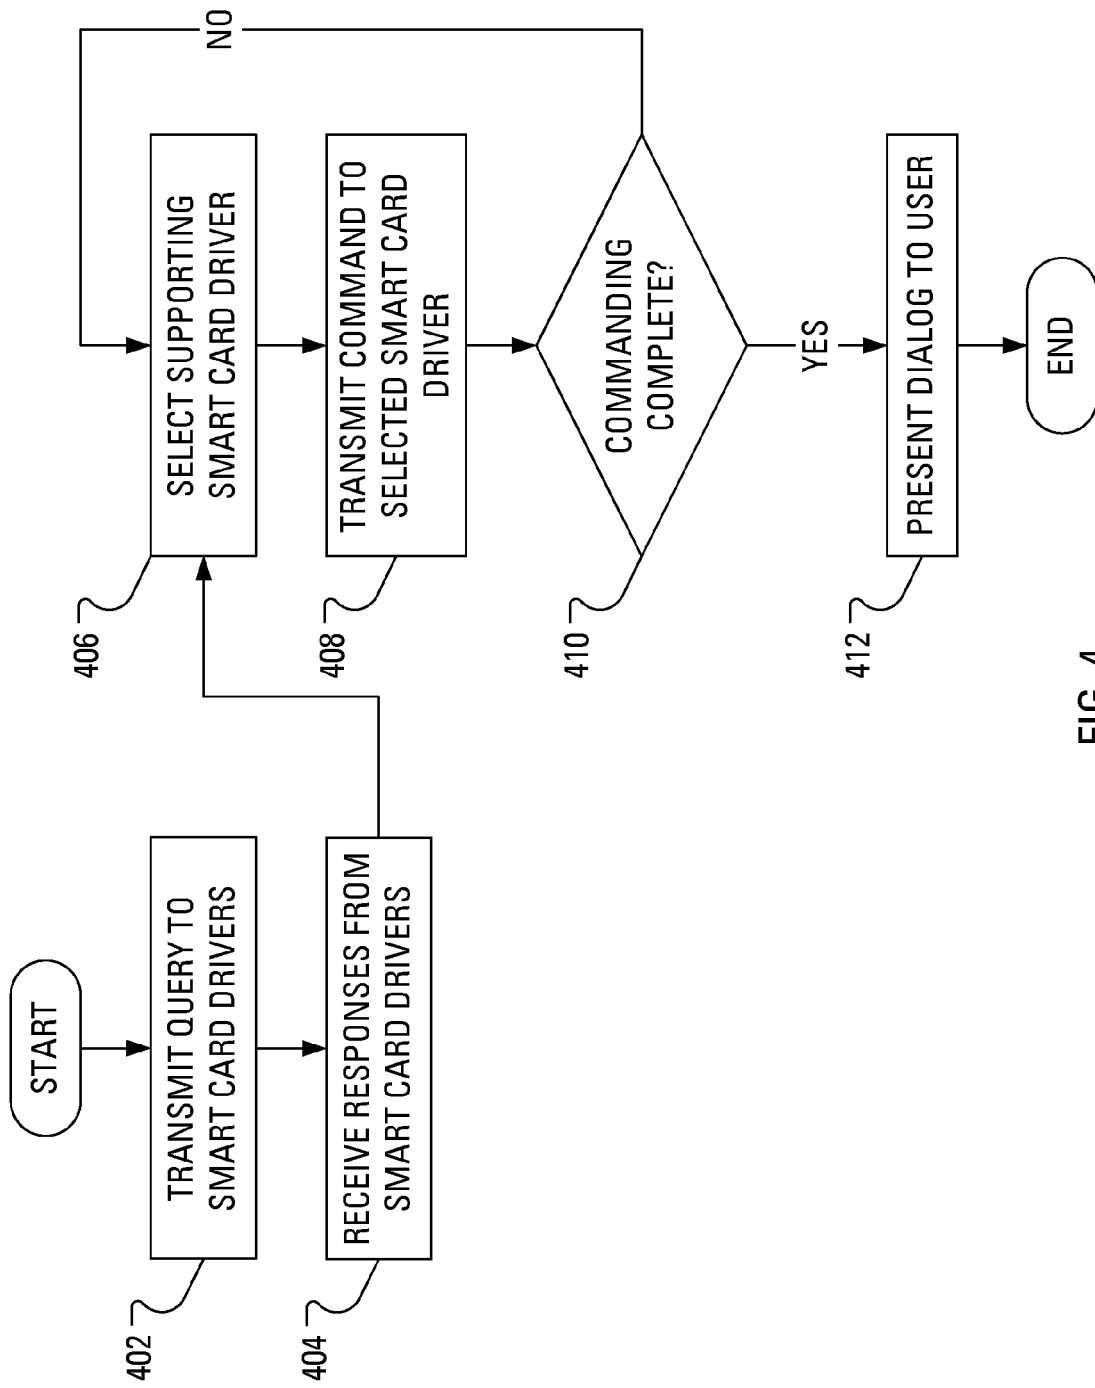 START
TRANSMIT QUERY TO
SMART CARD DRIVERS
402
RECEIVE RESPONSES FROM
SMART CARD DRIVERS
404
SELECT SUPPORTING
SMART CARD DRIVER
406
TRANSMIT COMMAND TO
SELECTED SMART CARD
DRIVER
408
COMMANDING
COMPLETE?
410
NO
YES
PRESENT DIALOG TO USER
412
END
FIG. 4